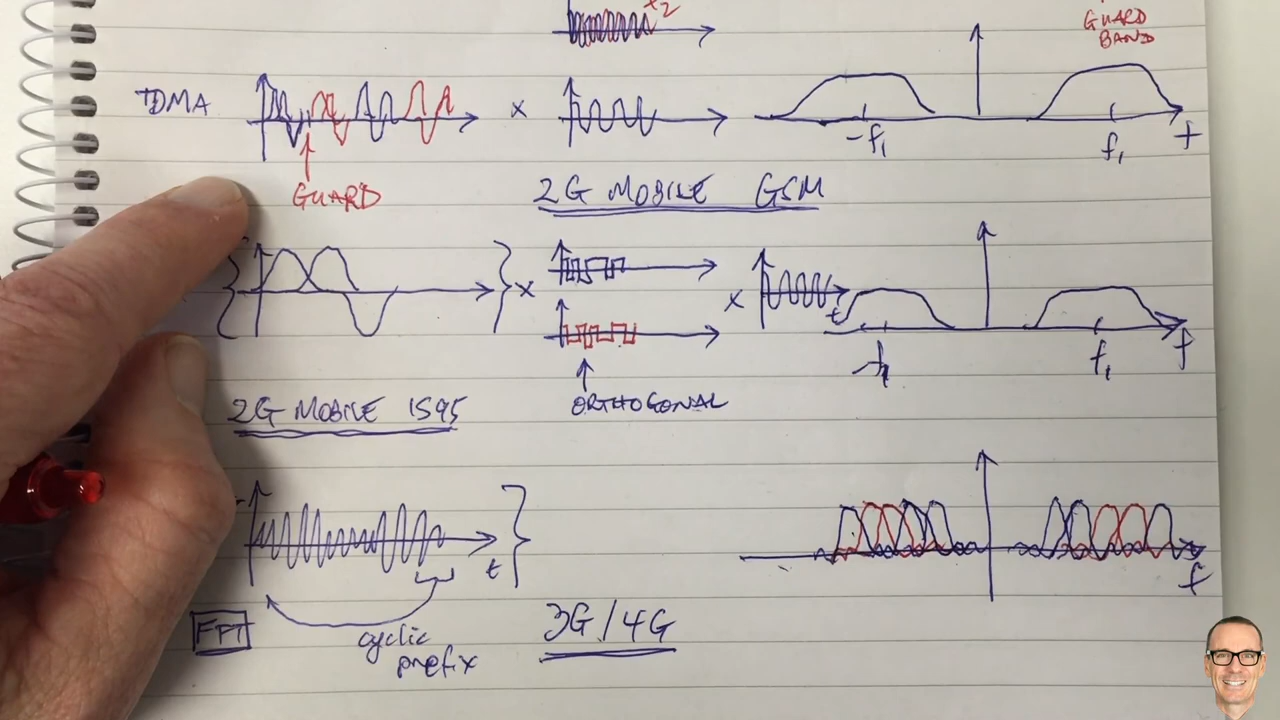 x2
GUARD
BAND
TDMA
x
-f1
f1
f
GUARD
2G MOBILE GSM
x
x
t
f1
f
ORTHOGONAL
2G MOBILE IS95
t
f
FFT
cyclic
prefix
3G/4G